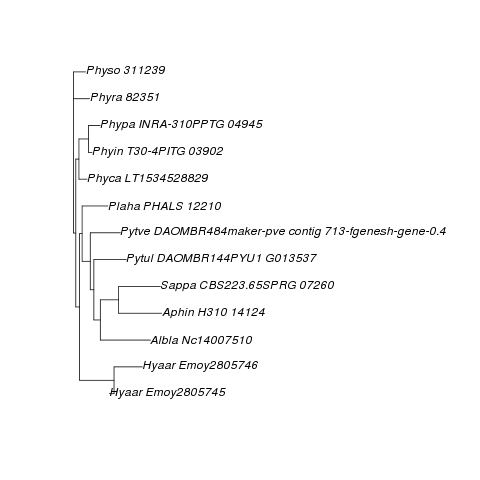 Physo 311239
Phyra 82351
Phypa INRA-310PPTG 04945
Phyin T30-4PITG 03902
Phyca LT1534528829
Plaha PHALS 12210
Pytve DAOMBR484maker-pve contig 713-fgenesh-gene-0.4
Pytul DAOMBR144PYU1 G013537
Sappa CBS223.65SPRG 07260
Aphin H310 14124
Albla Nc14007510
Hyaar Emoy2805746
Hyaar Emoy2805745